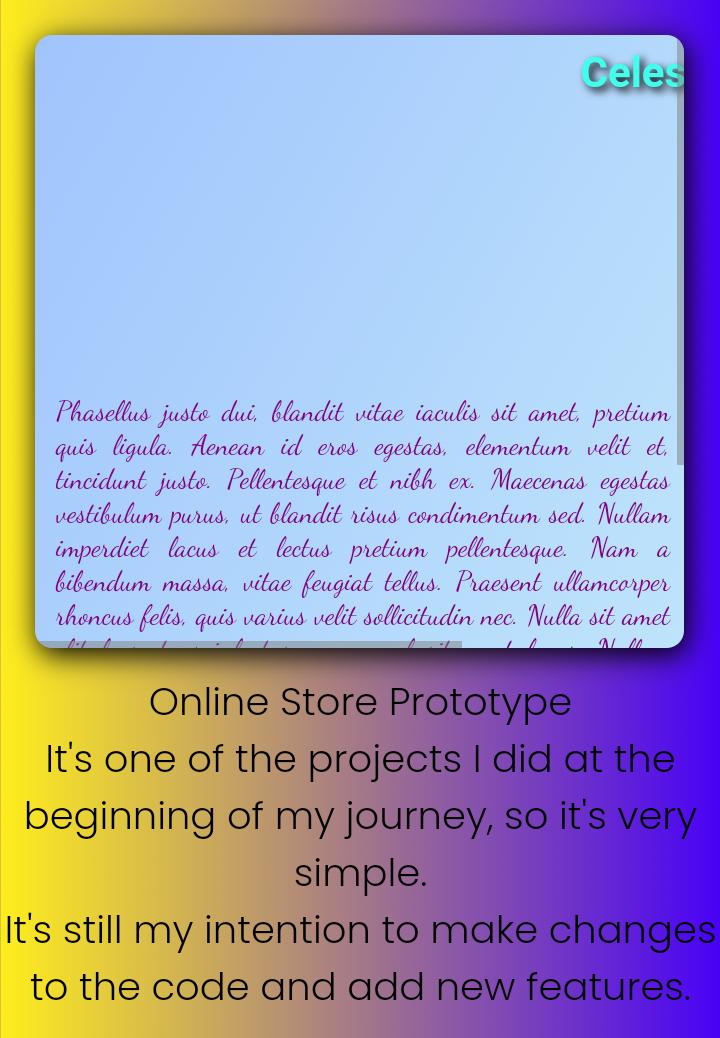 Celes
Phasellus justo dui, blandit vitae iaculis sit amet, pretium
quis ligula. Aenean id eros egestas, elementum velit et,
tincidunt justo. Pellentesque et nibh ex. Maecenas egestas
vestibulum purus, ut blandit risus condimentum sed. Nullam
imperdiet lacus et lectus pretium pellentesque. Nam a
bibendum massa, vitae feugiat tellus. Praesent ullamcorper
rhoncus felis, quis varius velit sollicitudin nec. Nulla sit amet
Online Store Prototype
It's one of the projects I did at the
beginning of my journey, so it's very
simple.
It's still my intention to make changes
to the code and add new features.